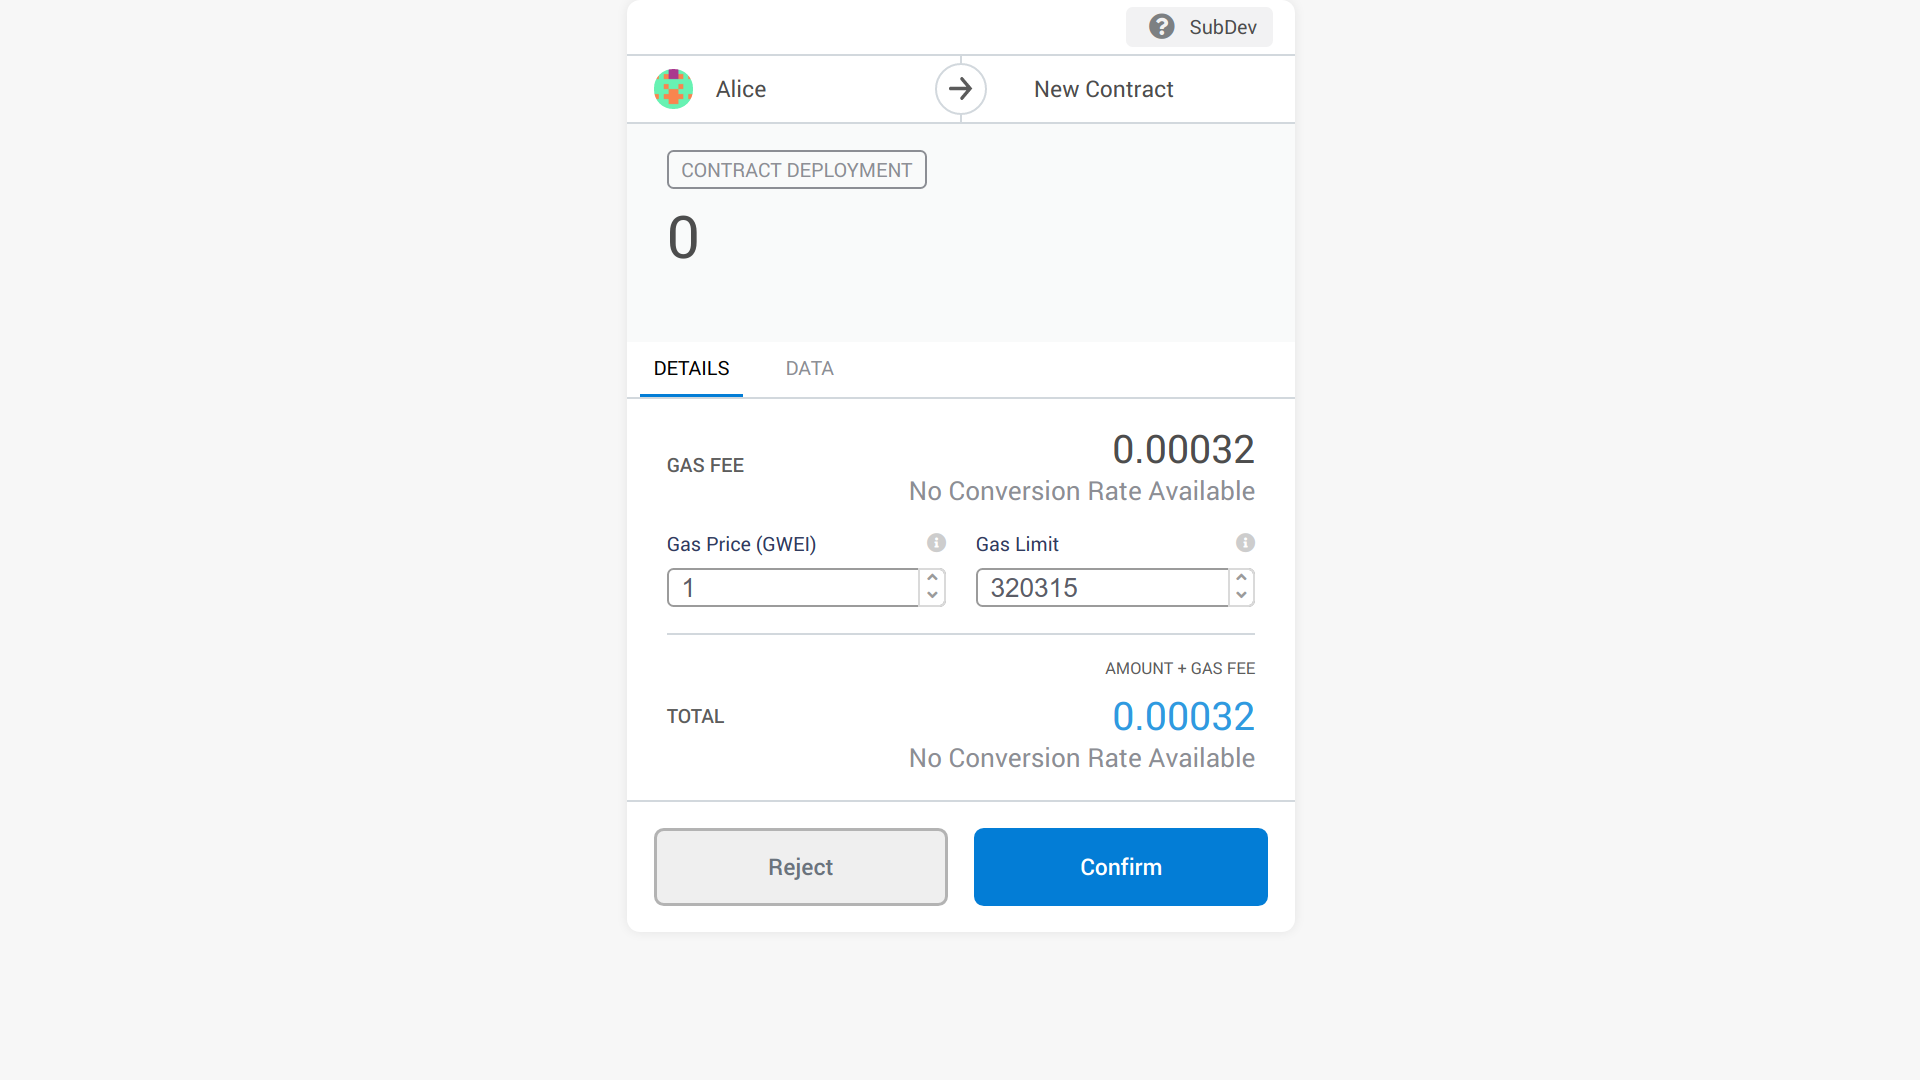 SubDev
Alice
New Contract
CONTRACT DEPLOYMENT
0
DETAILS
DATA
GAS FEE
0.00032
No Conversion Rate Available
Gas Price (GWEI)
Gas Limit
1
320315
AMOUNT + GAS FEE
TOTAL
0.00032
No Conversion Rate Available
Reject
Confirm